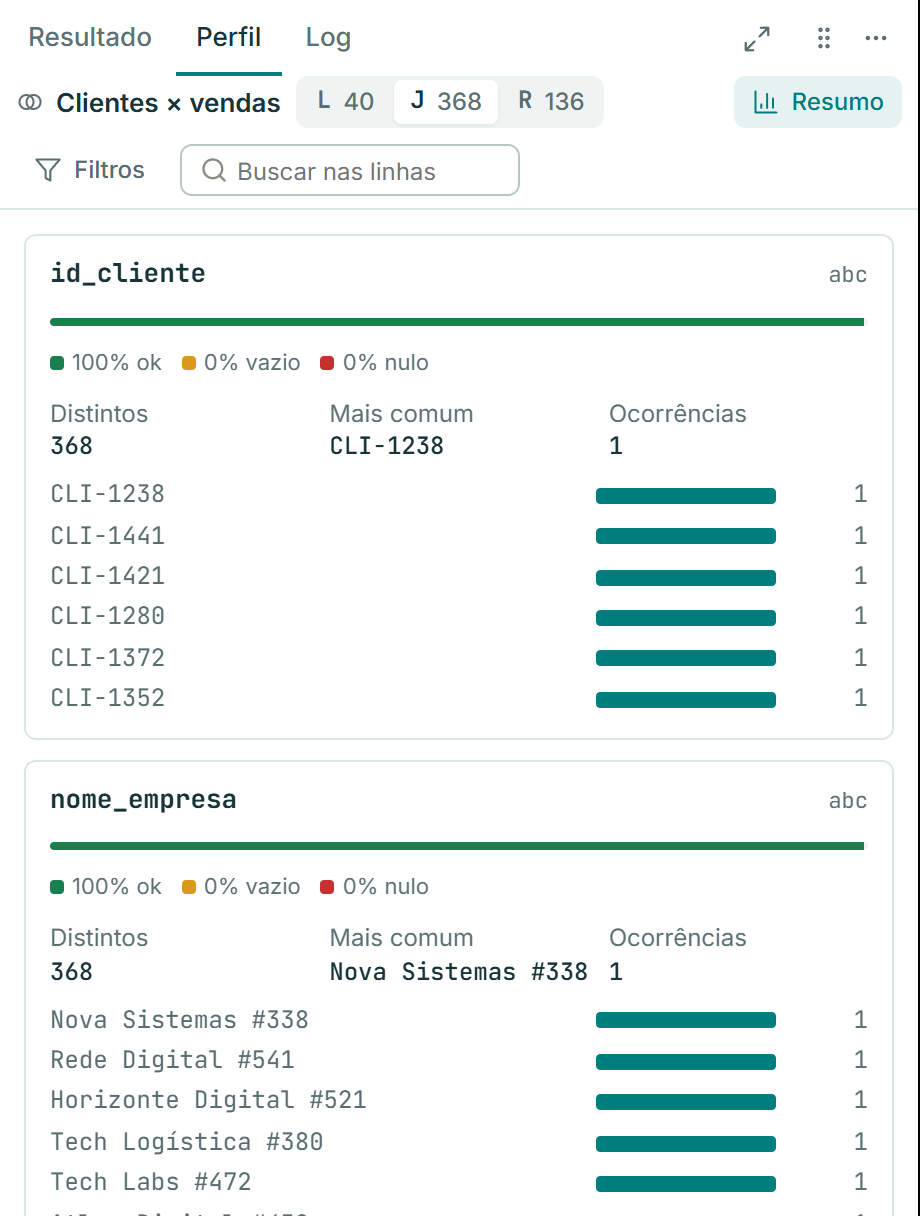 Resultado Perfil Log
Clientes × vendas L 40 J 368 R 136 Resumo
Filtros Buscar nas linhas
id_cliente abc
100% ok 0% vazio 0% nulo
Distintos Mais comum Ocorrências
368 CLI-1238 1
CLI-1238 1
CLI-1441 1
CLI-1421 1
CLI-1280 1
CLI-1372 1
CLI-1352 1
nome_empresa abc
100% ok 0% vazio 0% nulo
Distintos Mais comum Ocorrências
368 Nova Sistemas #338 1
Nova Sistemas #338 1
Rede Digital #541 1
Horizonte Digital #521 1
Tech Logística #380 1
Tech Labs #472 1